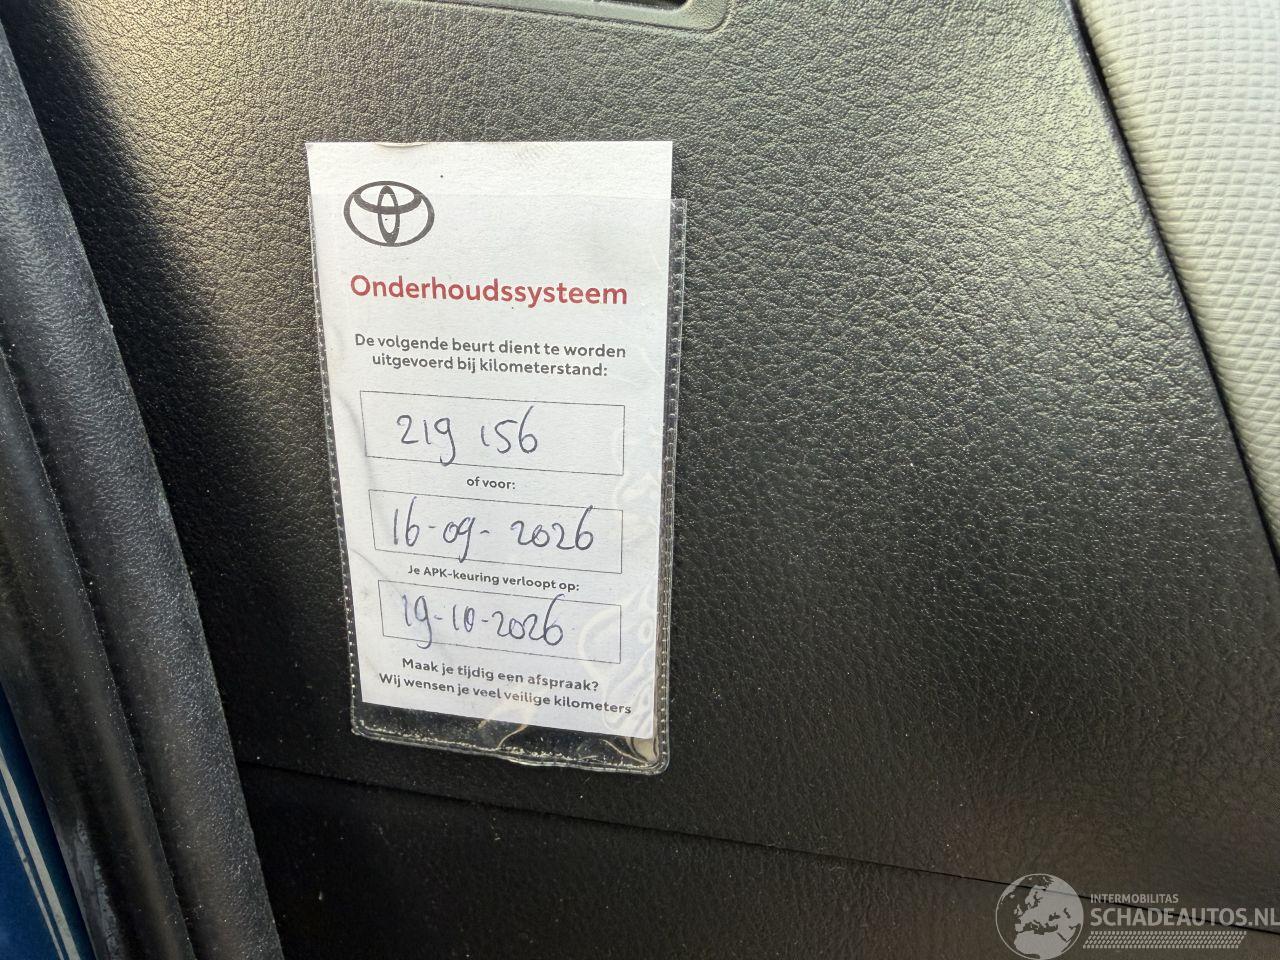 Onderhoudssysteem
De volgende beurt dient te worden
uitgevoerd bij kilometerstand:
219 156
of voor:
16-09-2026
Je APK-keuring verloopt op:
19-10-2026
Maak je tijdig een afspraak?
Wij wensen je veel veilige kilometers
INTERMOBILITAS
SCHADEAUTOS.NL